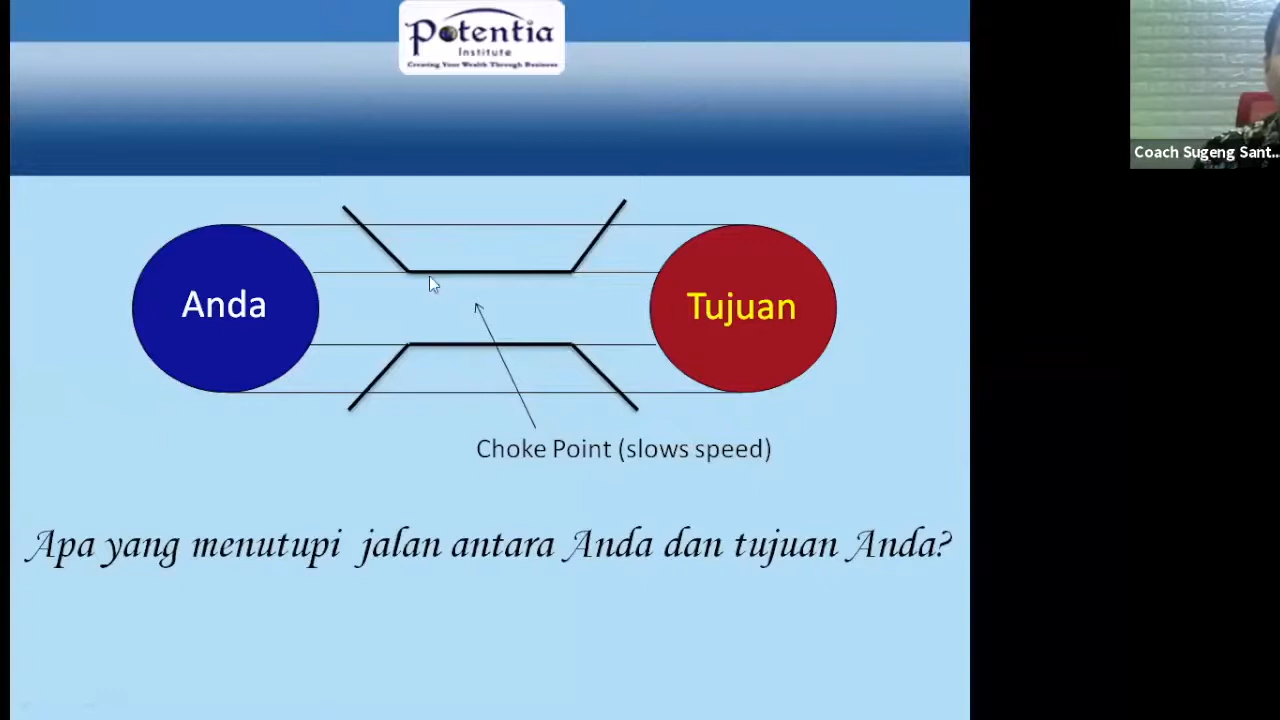 Potentia
Institute
Creating Your Wealth Through Business
Coach Sugeng Sant...
Anda
Tujuan
Choke Point (slows speed)
Apa yang menutupi jalan antara Anda dan tujuan Anda?